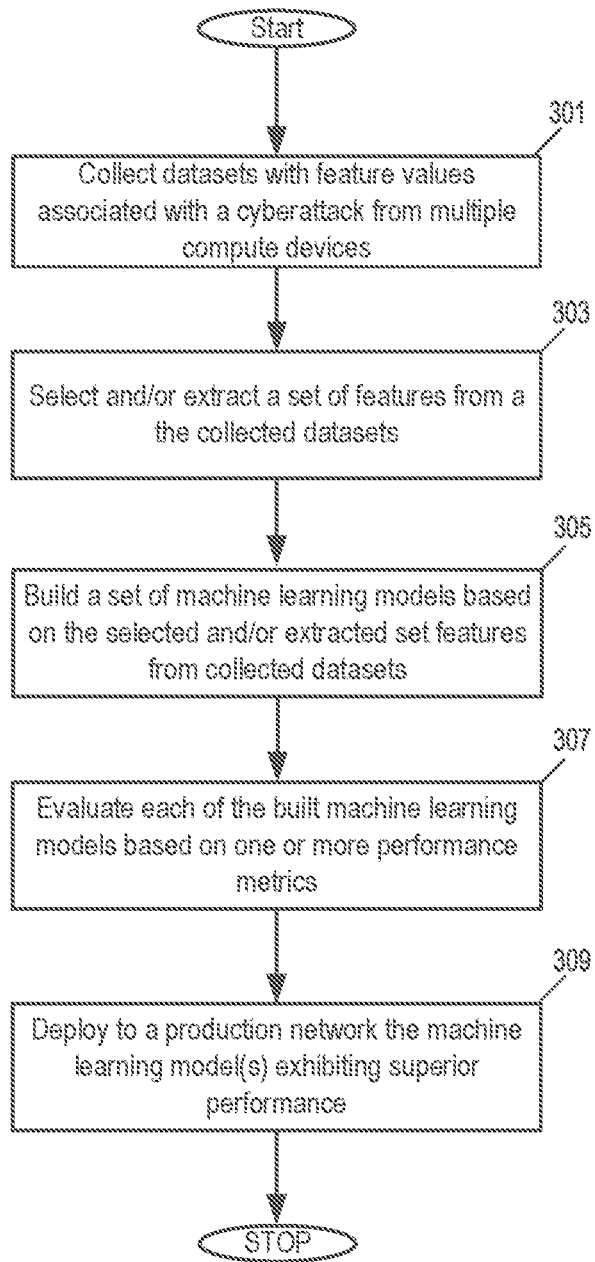 Start
301
Collect datasets with feature values
associated with a cyberattack from multiple
compute devices
303
Select and/or extract a set of features from a
the collected datasets
305
Build a set of machine learning models based
on the selected and/or extracted set features
from collected datasets
307
Evaluate each of the built machine learning
models based on one or more performance
metrics
309
Deploy to a production network the machine
learning model(s) exhibiting superior
performance
STOP